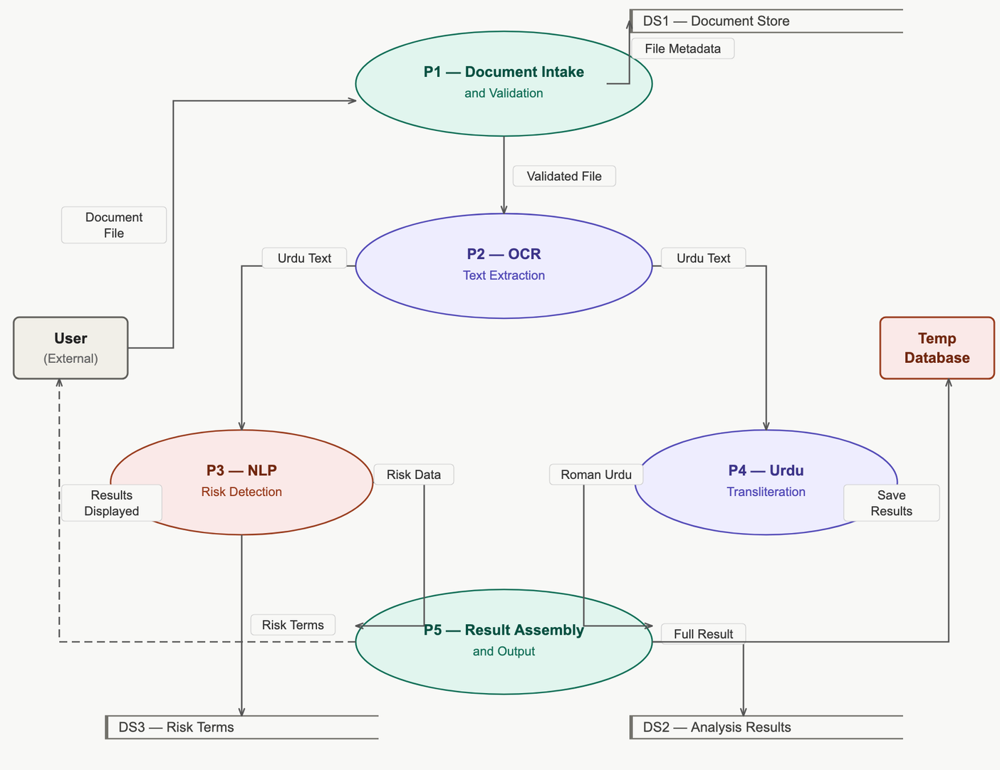 DS1 — Document Store
File Metadata
P1 — Document Intake
and Validation
Validated File
Document
File
Urdu Text
P2 — OCR
Text Extraction
Urdu Text
User
(External)
Temp
Database
P3 — NLP
Risk Detection
Risk Data
Roman Urdu
P4 — Urdu
Transliteration
Results
Displayed
Save
Results
Risk Terms
P5 — Result Assembly
and Output
Full Result
DS3 — Risk Terms
DS2 — Analysis Results